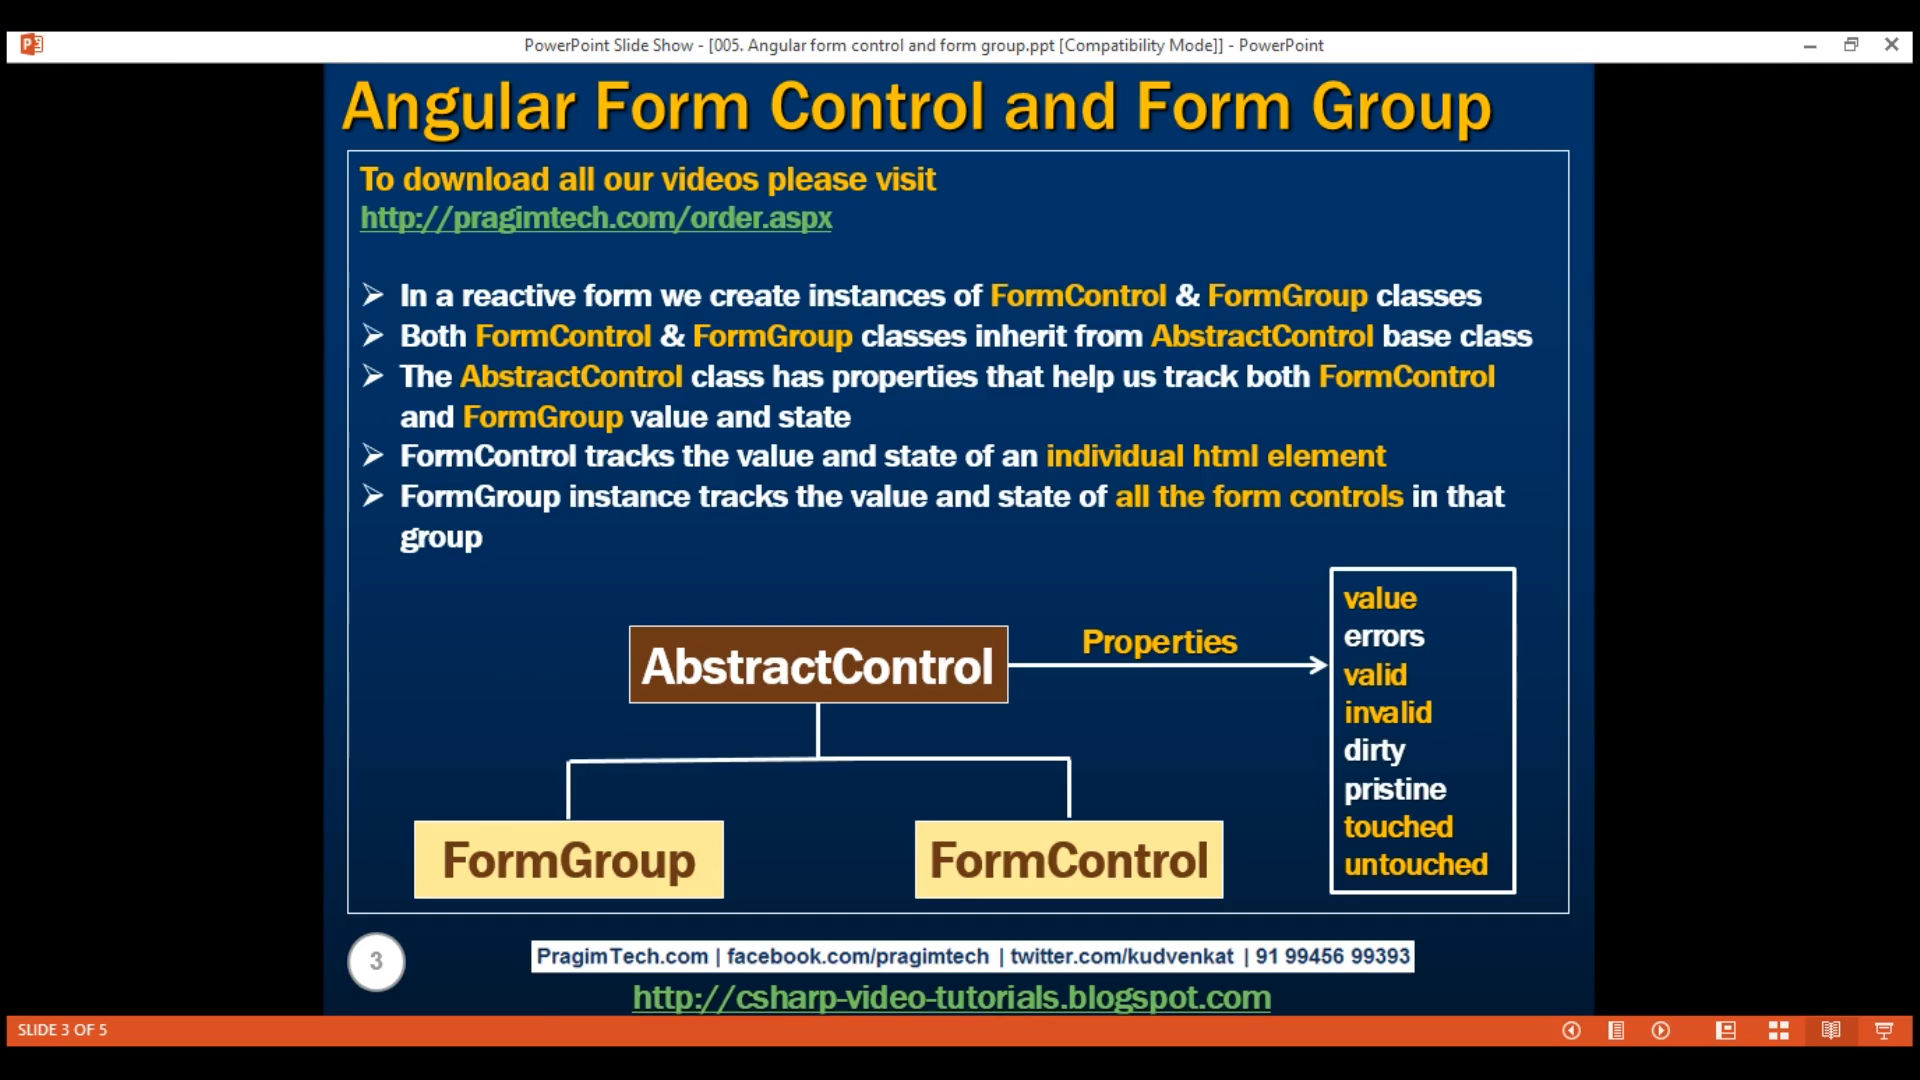 PowerPoint Slide Show - [005. Angular form control and form group.ppt [Compatibility Mode]] - PowerPoint
Angular Form Control and Form Group
To download all our videos please visit
http://pragimtech.com/order.aspx
In a reactive form we create instances of FormControl & FormGroup classes
Both FormControl & FormGroup classes inherit from AbstractControl base class
The AbstractControl class has properties that help us track both FormControl
and FormGroup value and state
FormControl tracks the value and state of an individual html element
FormGroup instance tracks the value and state of all the form controls in that
group
AbstractControl
Properties
value
errors
valid
invalid
dirty
pristine
touched
untouched
FormGroup
FormControl
3
PragimTech.com | facebook.com/pragimtech | twitter.com/kudvenkat | 91 99456 99393
http://csharp-video-tutorials.blogspot.com
SLIDE 3 OF 5